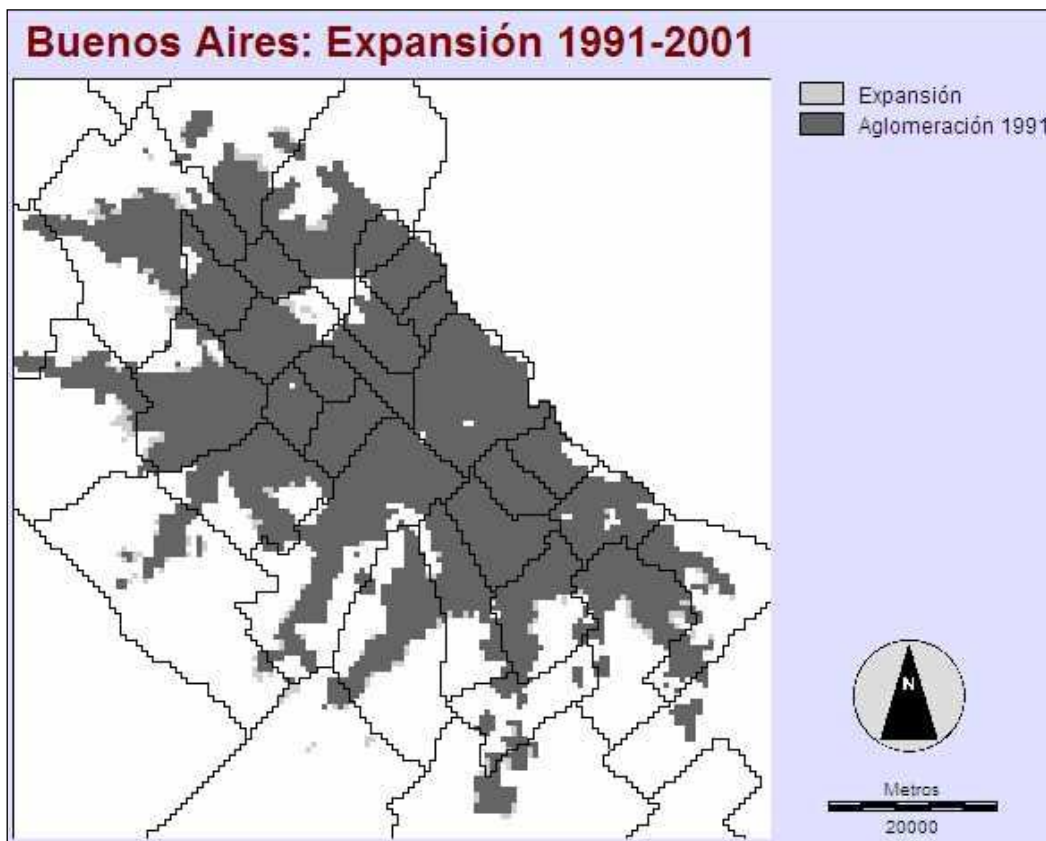 Buenos Aires: Expansión 1991-2001
Expansión
Aglomeración 1991
N
Metros
20000